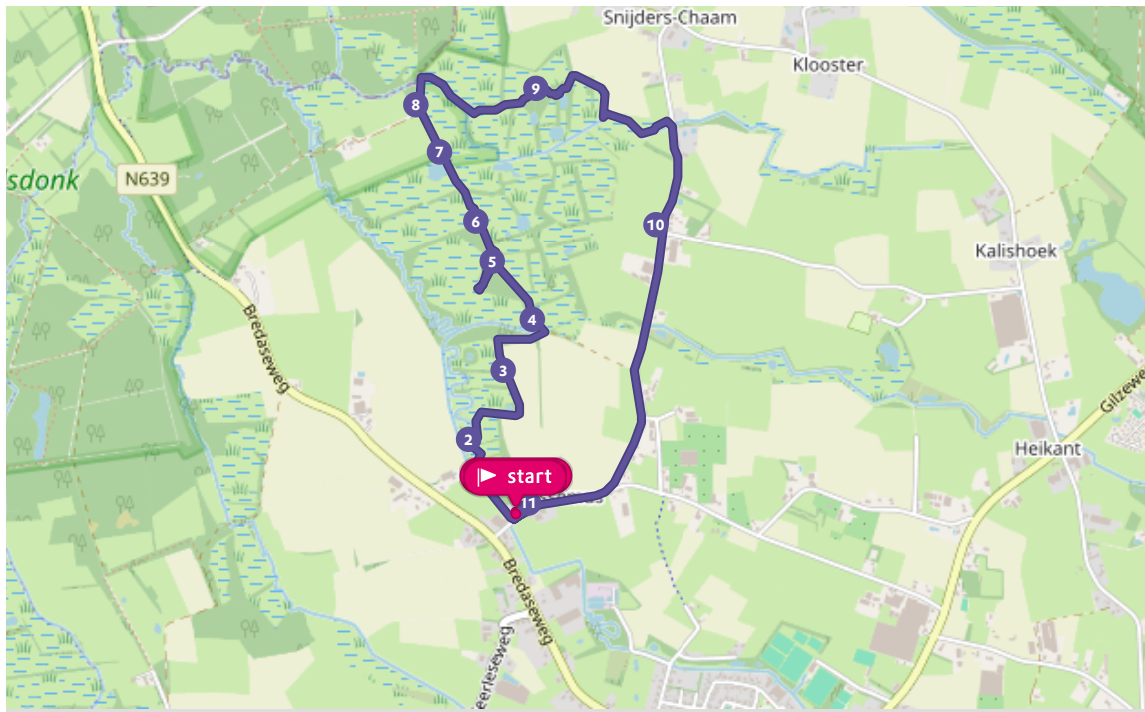 Snijders-Chaam
Klooster
9
8
7
sdonk
N639
6
10
5
Kalishoek
4
Bredaseweg
3
Gilzewe
2
Heikant
start
11
Bredaseweg
eerleseweg